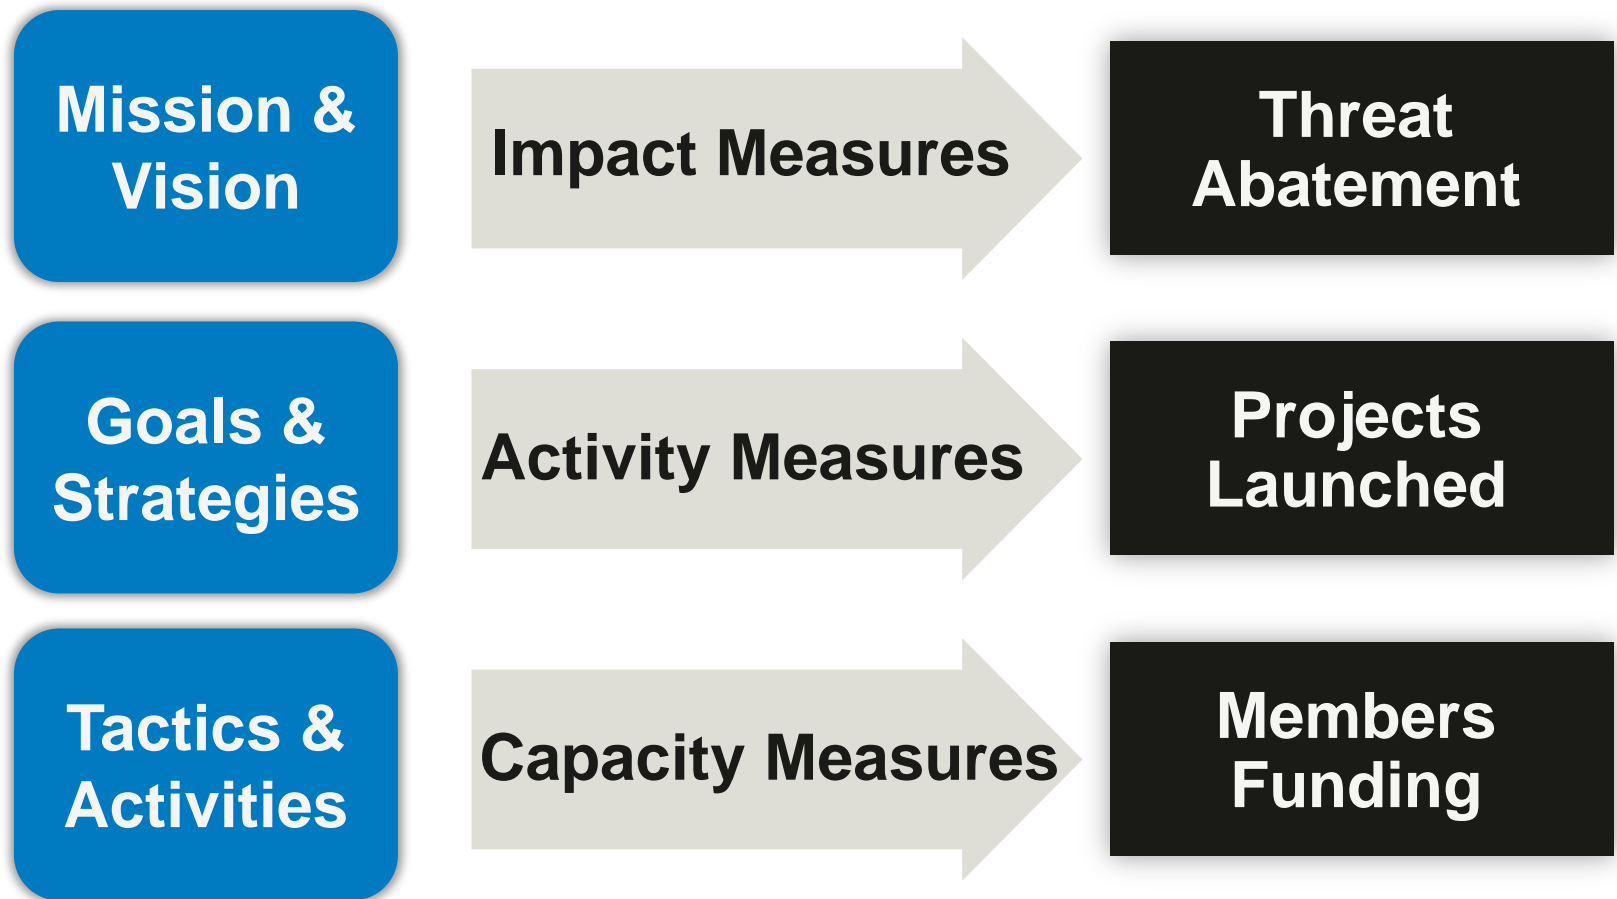 Mission &
Vision
Impact Measures
Threat
Abatement
Goals &
Strategies
Activity Measures
Projects
Launched
Tactics &
Activities
Capacity Measures
Members
Funding